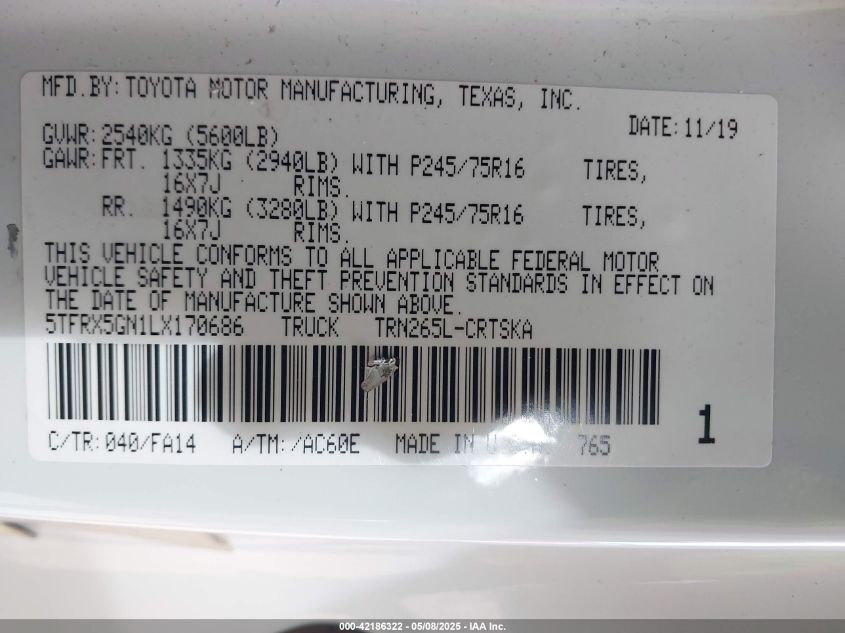 MFD.BY:TOYOTA MOTOR MANUFACTURING, TEXAS, INC.
DATE:11/19
GVWR:2540KG (5600LB)
GAWR:FRT. 1335KG (2940LB) WITH P245/75R16 TIRES,
16X7J RIMS.
RR. 1490KG (3280LB) WITH P245/75R16 TIRES,
16X7J RIMS.
THIS VEHICLE CONFORMS TO ALL APPLICABLE FEDERAL MOTOR
VEHICLE SAFETY AND THEFT PREVENTION STANDARDS IN EFFECT ON
THE DATE OF MANUFACTURE SHOWN ABOVE.
5TFRX5GN1LX170686 TRUCK TRN265L-CRTSKA
1
C/TR:040/FA14 A/TM:/AC60E MADE IN U.S.A. 765
000-42186322 - 05/08/2025 - IAA Inc.